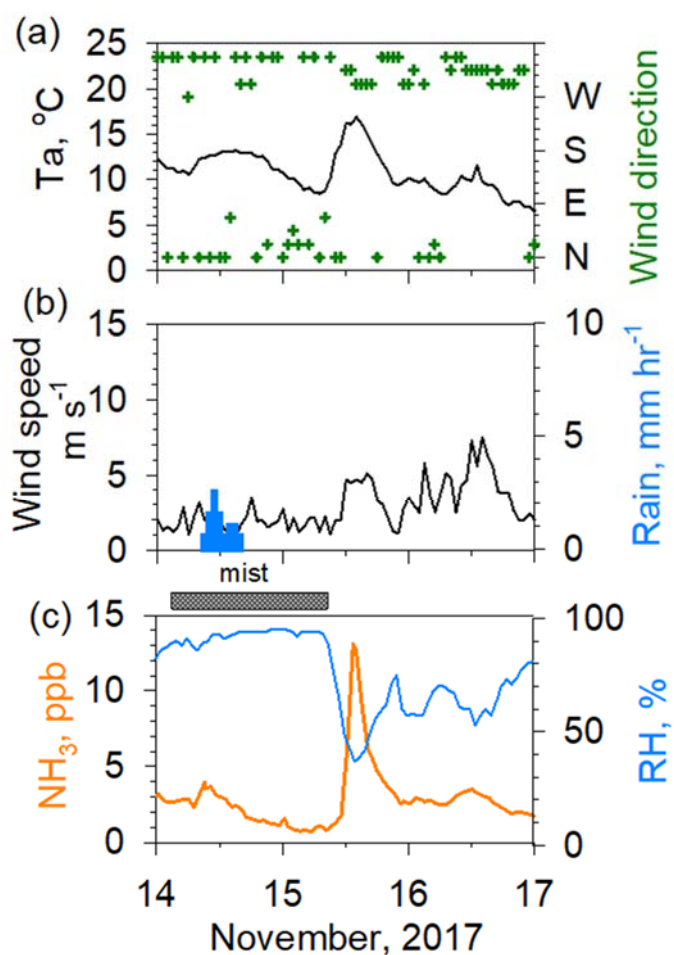 (a)
25
20
15
10
5
0
Ta, °C
W
S
E
N
Wind direction
(b)
15
10
5
0
Wind speed
m s⁻¹
10
5
0
Rain, mm hr⁻¹
mist
(c)
15
10
5
0
NH₃, ppb
100
50
0
RH, %
14
15
16
17
November, 2017